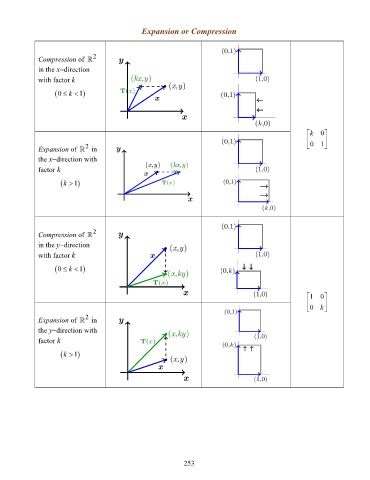 Expansion or Compression
Compression of ℝ²
in the x–direction
with factor k
(0 ≤ k < 1)
y
(kx,y)
(x,y)
T(x)
x
x
(0,1)
(1,0)
(0,1)
←
←
(k,0)
[k 0]
[0 1]
Expansion of ℝ² in
the x–direction with
factor k
(k > 1)
y
(x,y) (kx,y)
x
T(x)
x
(0,1)
(1,0)
(0,1)
→
→
(k,0)
Compression of ℝ²
in the y–direction
with factor k
(0 ≤ k < 1)
y
(x,y)
x
(x,ky)
T(x)
x
(0,1)
(1,0)
(0,k)
↓ ↓
(1,0)
[1 0]
[0 k]
Expansion of ℝ² in
the y–direction with
factor k
(k > 1)
y
(x,ky)
T(x)
(x,y)
x
x
(0,1)
(1,0)
(0,k)
↑ ↑
(1,0)
253